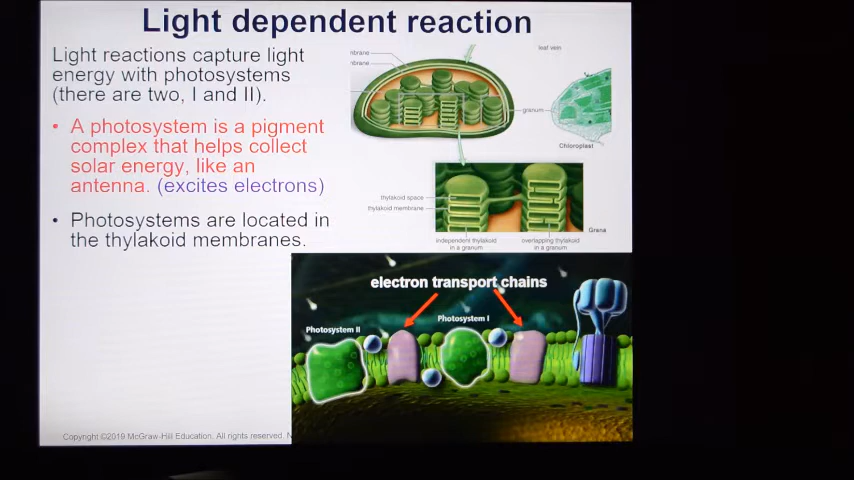 Light dependent reaction
Light reactions capture light
energy with photosystems
(there are two, I and II).
• A photosystem is a pigment
complex that helps collect
solar energy, like an
antenna. (excites electrons)
• Photosystems are located in
the thylakoid membranes.
leaf vein
granum
Chloroplast
thylakoid space
thylakoid membrane
Grana
independent thylakoid
in a granum
overlapping thylakoid
in a granum
electron transport chains
Photosystem I
Photosystem II
Copyright ©2019 McGraw-Hill Education. All rights reserved. N